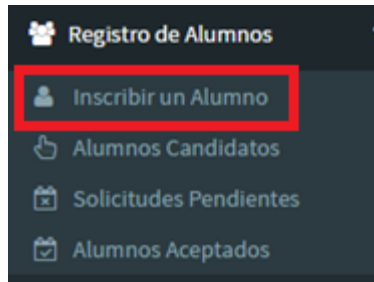 Registro de Alumnos
Inscribir un Alumno
Alumnos Candidatos
Solicitudes Pendientes
Alumnos Aceptados